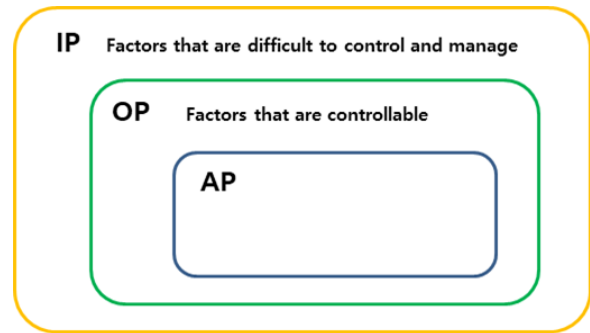 IP Factors that are difficult to control and manage
OP Factors that are controllable
AP